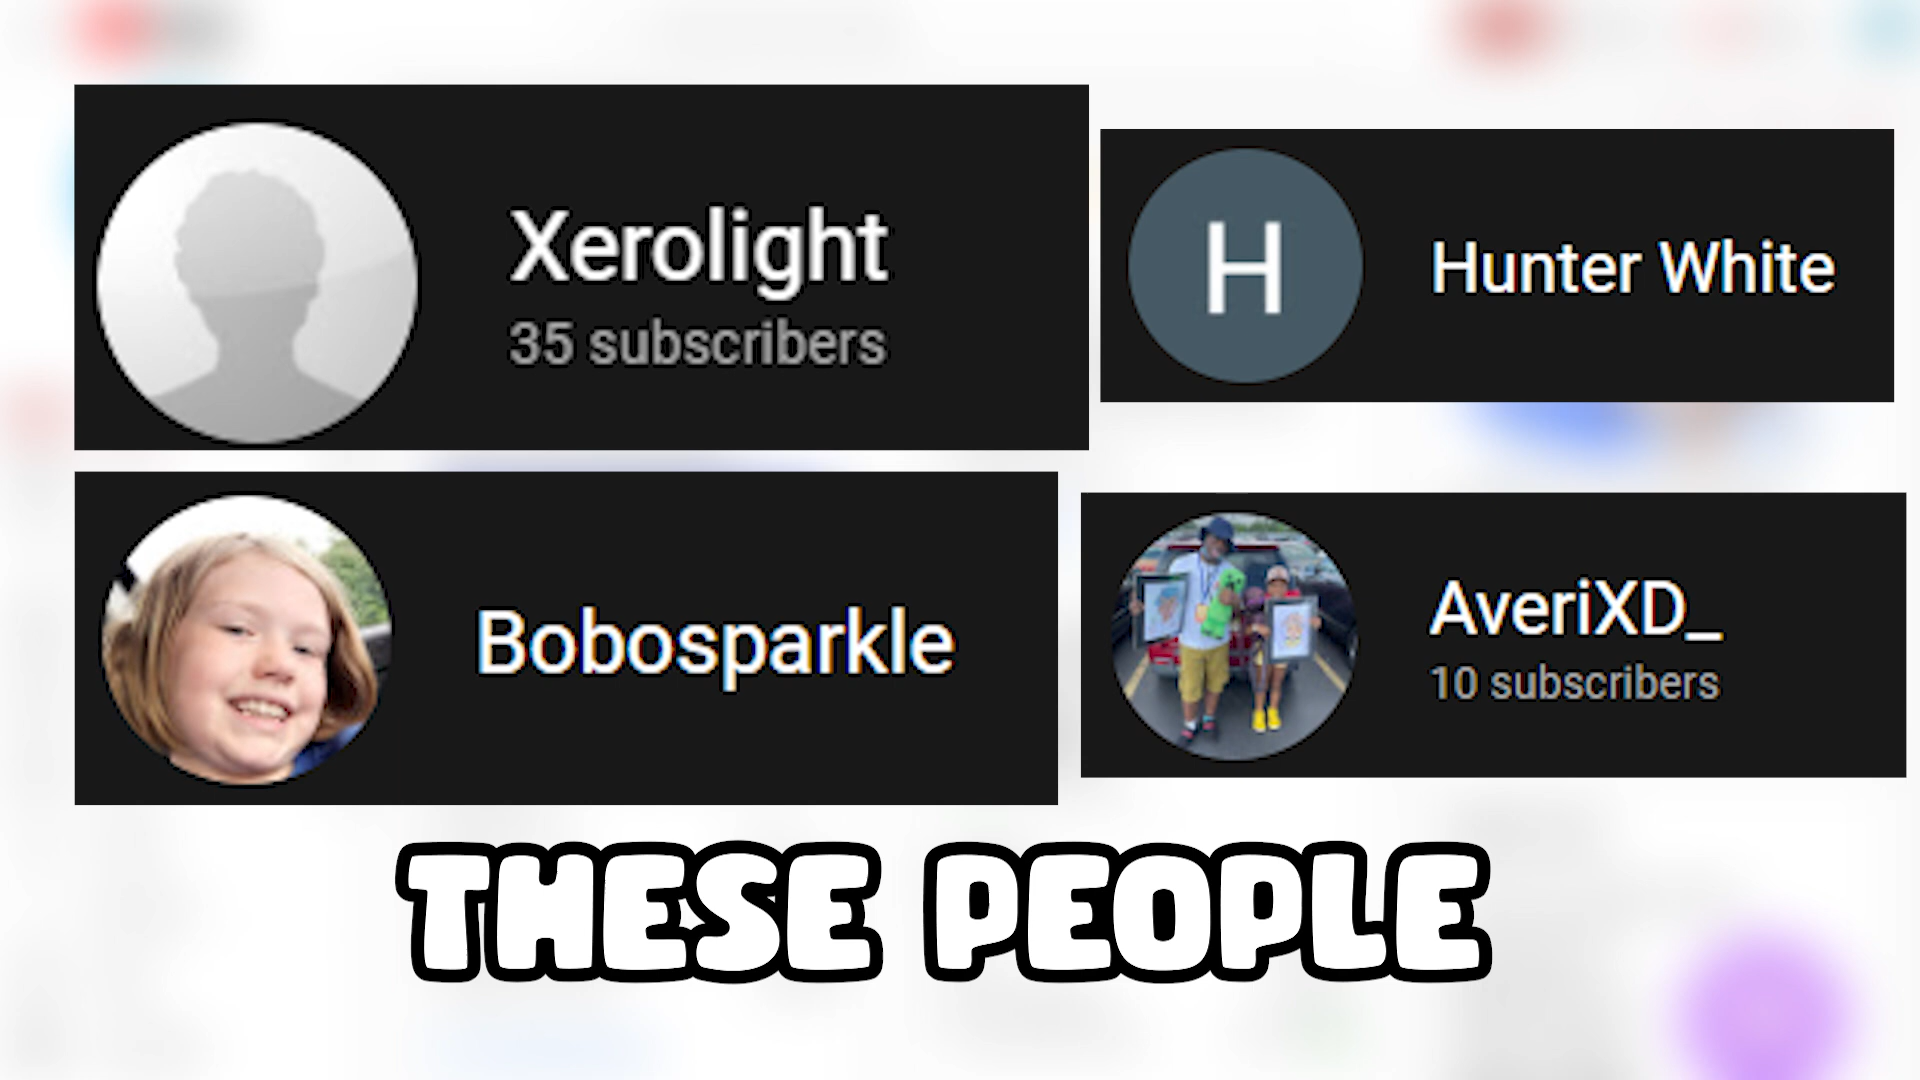 Xerolight
35 subscribers
H
Hunter White
Bobosparkle
AveriXD_
10 subscribers
THESE PEOPLE